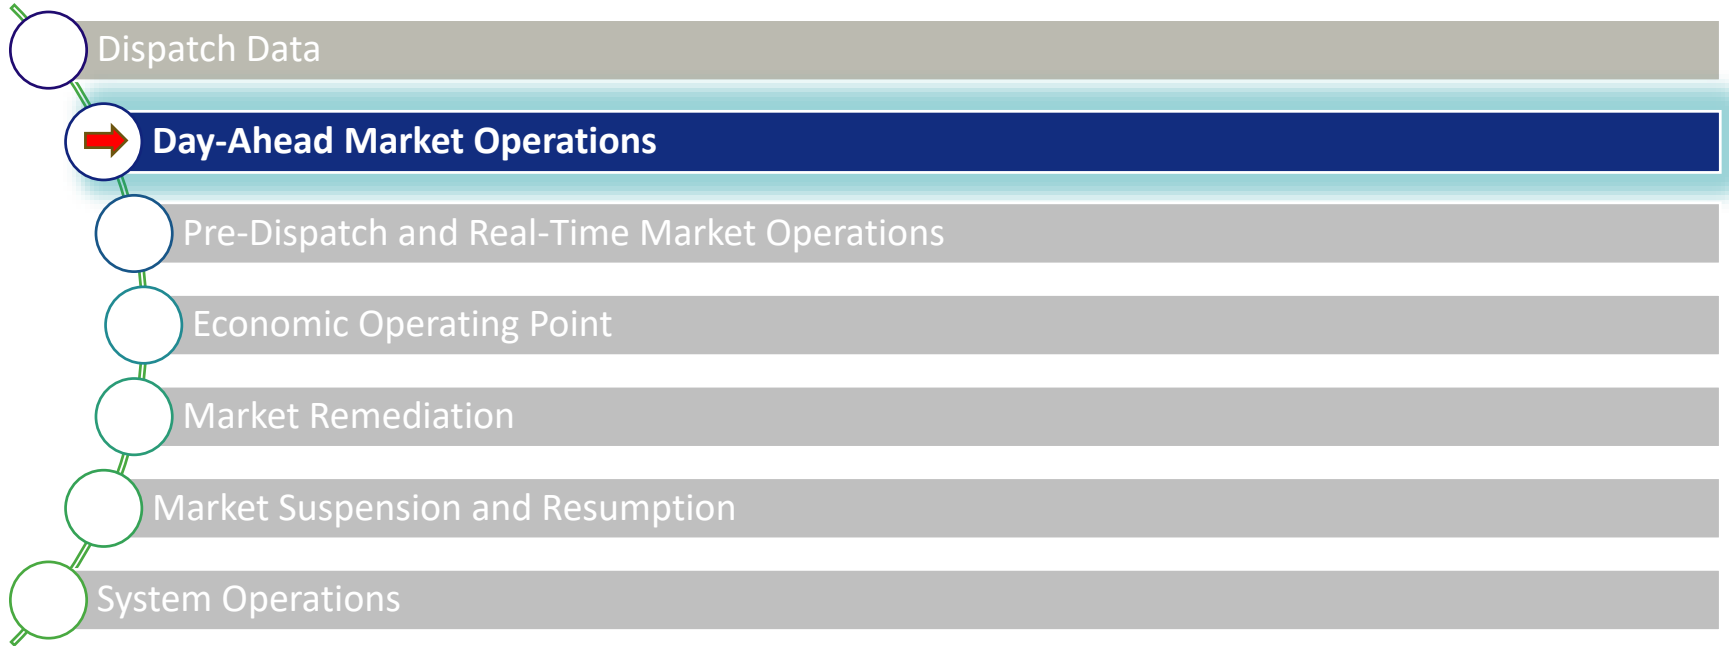 Dispatch Data
Day-Ahead Market Operations
Pre-Dispatch and Real-Time Market Operations
Economic Operating Point
Market Remediation
Market Suspension and Resumption
System Operations